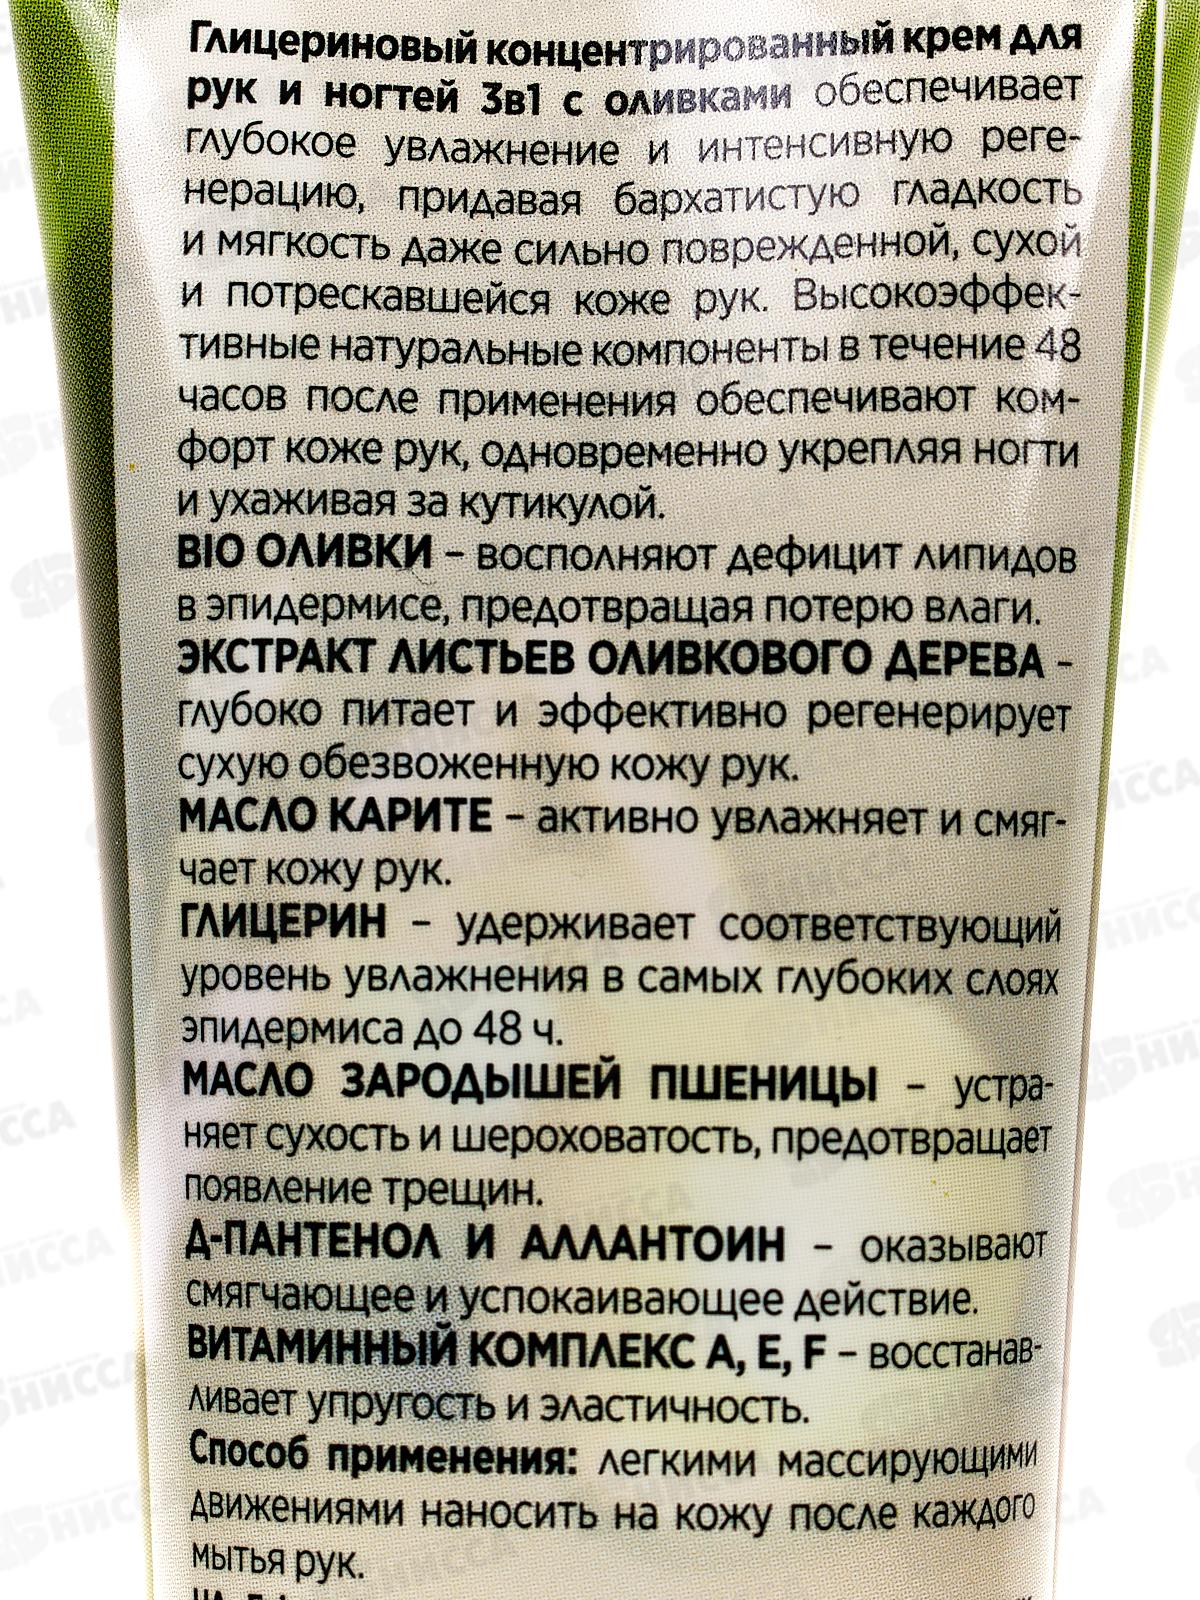 Глицериновый концентрированный крем для
рук и ногтей 3в1 с оливками обеспечивает
глубокое увлажнение и интенсивную реге-
нерацию, придавая бархатистую гладкость
и мягкость даже сильно поврежденной, сухой
и потрескавшейся коже рук. Высокоэффек-
тивные натуральные компоненты в течение 48
часов после применения обеспечивают ком-
форт коже рук, одновременно укрепляя ногти
и ухаживая за кутикулой.
BIO ОЛИВКИ – восполняют дефицит липидов
в эпидермисе, предотвращая потерю влаги.
ЭКСТРАКТ ЛИСТЬЕВ ОЛИВКОВОГО ДЕРЕВА –
глубоко питает и эффективно регенерирует
сухую обезвоженную кожу рук.
МАСЛО КАРИТЕ – активно увлажняет и смяг-
чает кожу рук.
ГЛИЦЕРИН – удерживает соответствующий
уровень увлажнения в самых глубоких слоях
эпидермиса до 48 ч.
МАСЛО ЗАРОДЫШЕЙ ПШЕНИЦЫ – устра-
няет сухость и шероховатость, предотвращает
появление трещин.
Д-ПАНТЕНОЛ И АЛЛАНТОИН – оказывают
смягчающее и успокаивающее действие.
ВИТАМИННЫЙ КОМПЛЕКС А, Е, F – восстанав-
ливает упругость и эластичность.
Способ применения: легкими массирующими
движениями наносить на кожу после каждого
мытья рук.